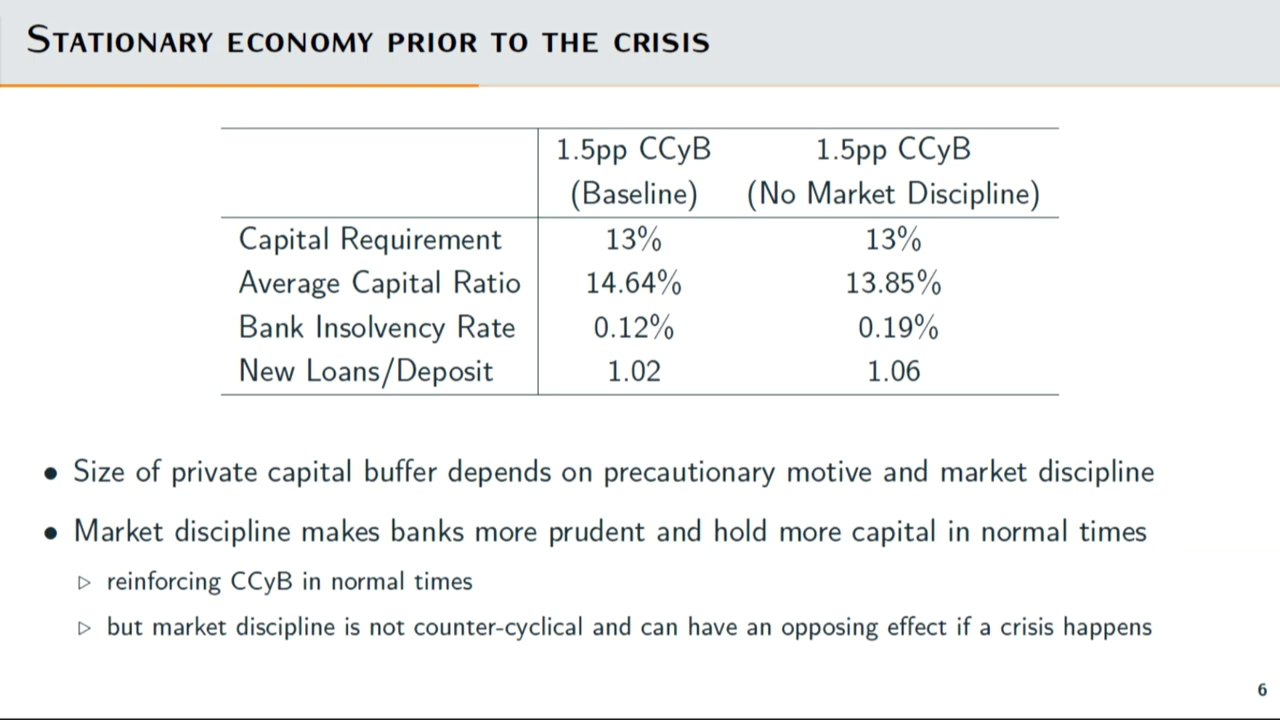 STATIONARY ECONOMY PRIOR TO THE CRISIS
1.5pp CCyB 1.5pp CCyB
(Baseline) (No Market Discipline)
Capital Requirement 13% 13%
Average Capital Ratio 14.64% 13.85%
Bank Insolvency Rate 0.12% 0.19%
New Loans/Deposit 1.02 1.06
• Size of private capital buffer depends on precautionary motive and market discipline
• Market discipline makes banks more prudent and hold more capital in normal times
▷ reinforcing CCyB in normal times
▷ but market discipline is not counter-cyclical and can have an opposing effect if a crisis happens
6